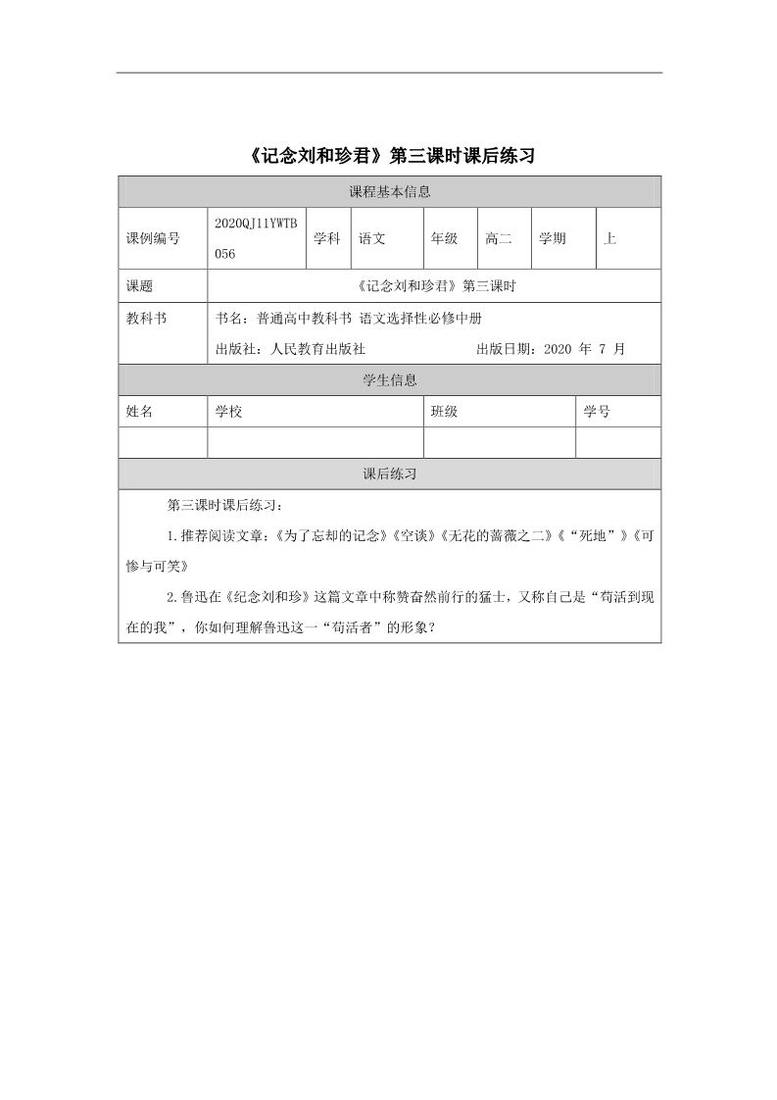 《记念刘和珍君》第三课时课后练习
课程基本信息
课例编号 2020QJ11YWTB056 学科 语文 年级 高二 学期 上
课题 《记念刘和珍君》第三课时
教科书 书名：普通高中教科书 语文选择性必修中册
出版社：人民教育出版社 出版日期：2020 年 7 月
学生信息
姓名 学校 班级 学号
课后练习
第三课时课后练习：
1.推荐阅读文章：《为了忘却的记念》《空谈》《无花的蔷薇之二》《“死地”》《可
惨与可笑》
2.鲁迅在《纪念刘和珍》这篇文章中称赞奋然前行的猛士，又称自己是“苟活到现
在的我”，你如何理解鲁迅这一“苟活者”的形象？